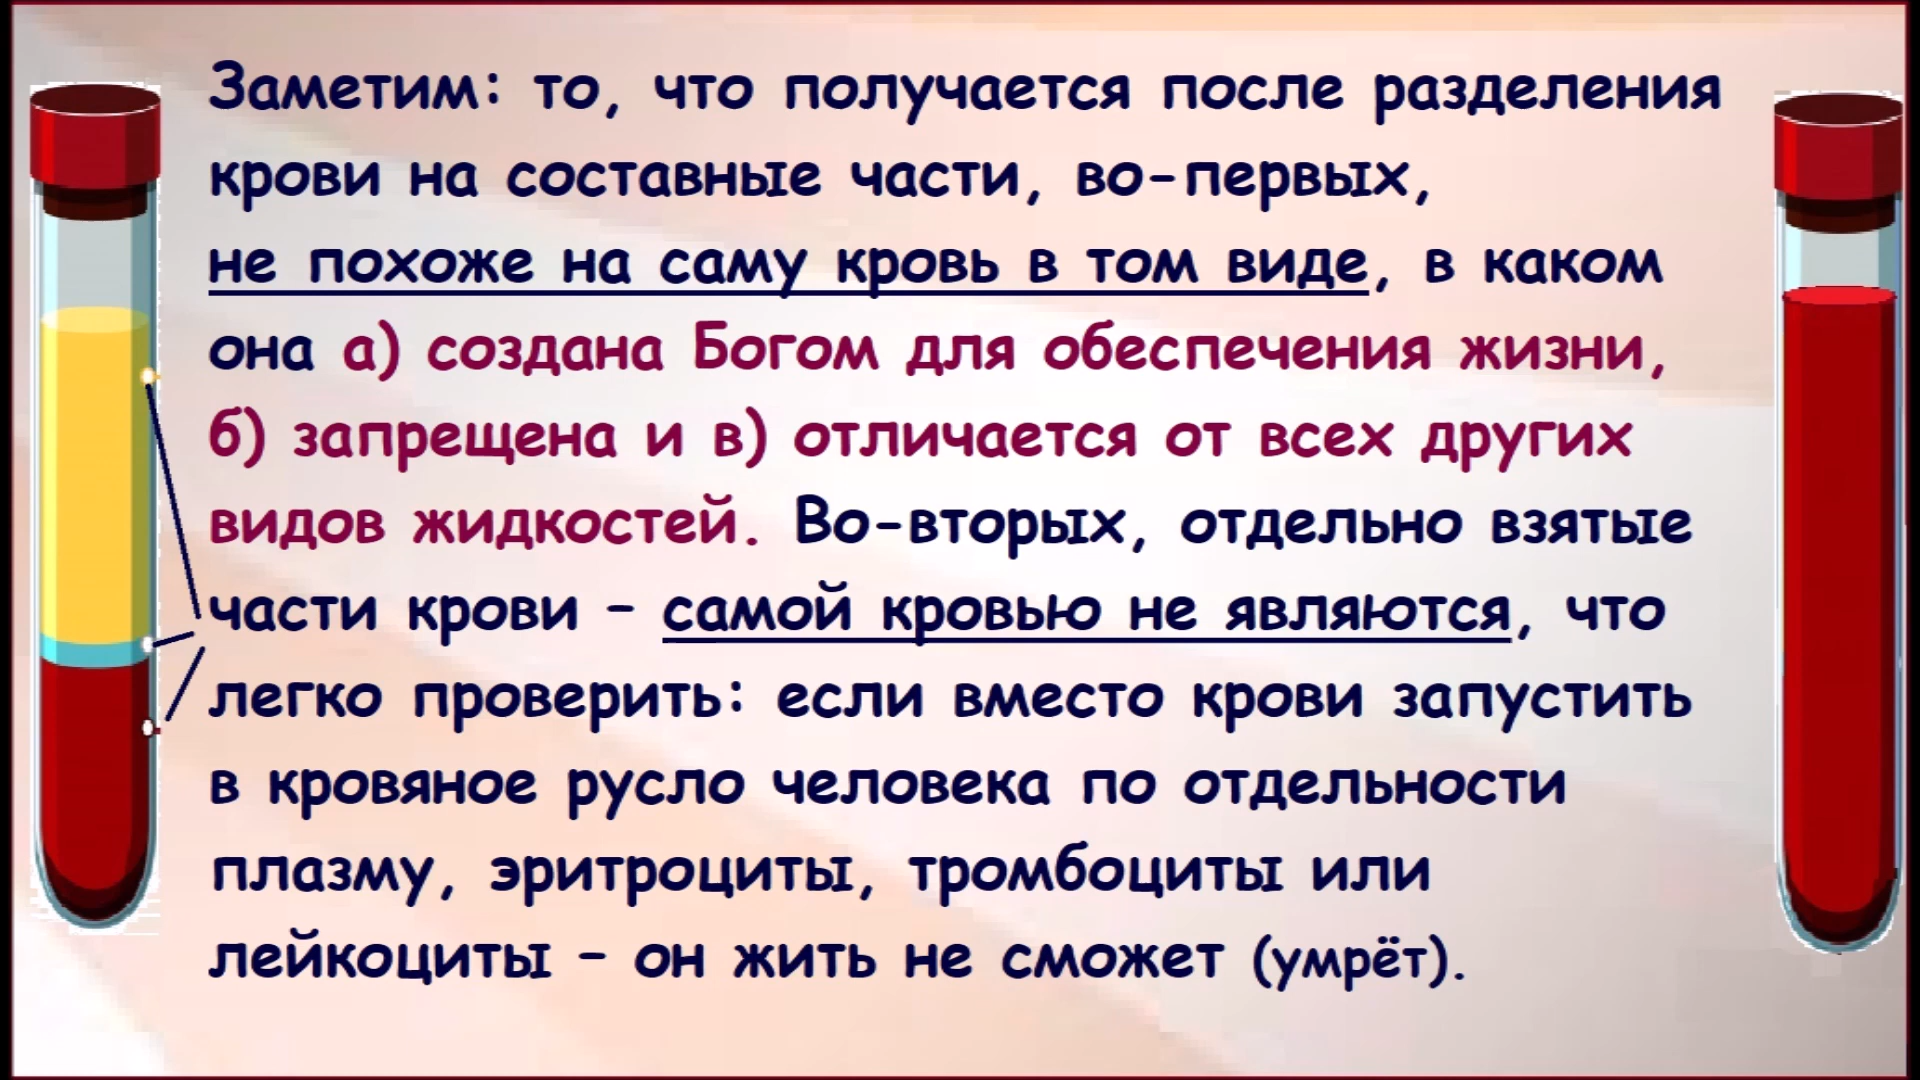 Заметим: то, что получается после разделения
крови на составные части, во-первых,
не похоже на саму кровь в том виде, в каком
она а) создана Богом для обеспечения жизни,
б) запрещена и в) отличается от всех других
видов жидкостей. Во-вторых, отдельно взятые
части крови – самой кровью не являются, что
легко проверить: если вместо крови запустить
в кровяное русло человека по отдельности
плазму, эритроциты, тромбоциты или
лейкоциты – он жить не сможет (умрёт).